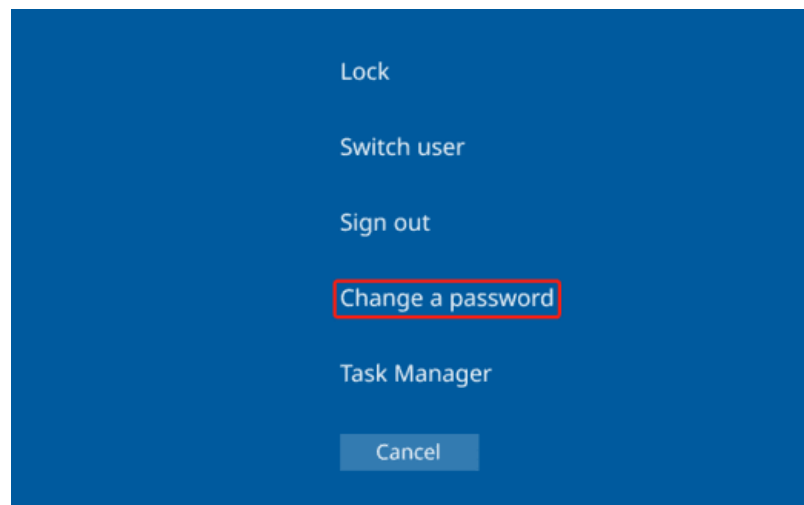 Lock
Switch user
Sign out
Change a password
Task Manager
Cancel